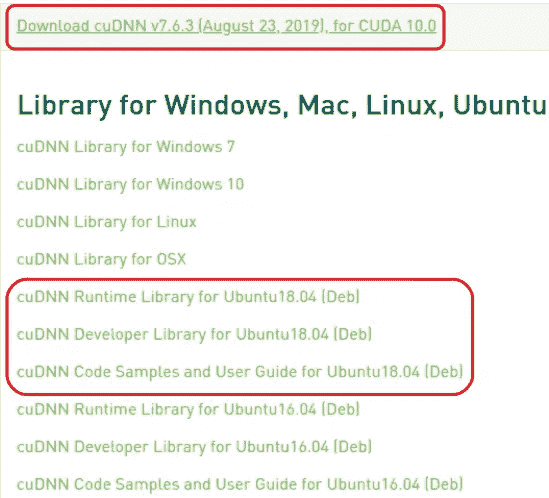 Download cuDNN v7.6.3 (August 23, 2019), for CUDA 10.0
Library for Windows, Mac, Linux, Ubuntu
cuDNN Library for Windows 7
cuDNN Library for Windows 10
cuDNN Library for Linux
cuDNN Library for OSX
cuDNN Runtime Library for Ubuntu18.04 (Deb)
cuDNN Developer Library for Ubuntu18.04 (Deb)
cuDNN Code Samples and User Guide for Ubuntu18.04 (Deb)
cuDNN Runtime Library for Ubuntu16.04 (Deb)
cuDNN Developer Library for Ubuntu16.04 (Deb)
cuDNN Code Samples and User Guide for Ubuntu16.04 (Deb)